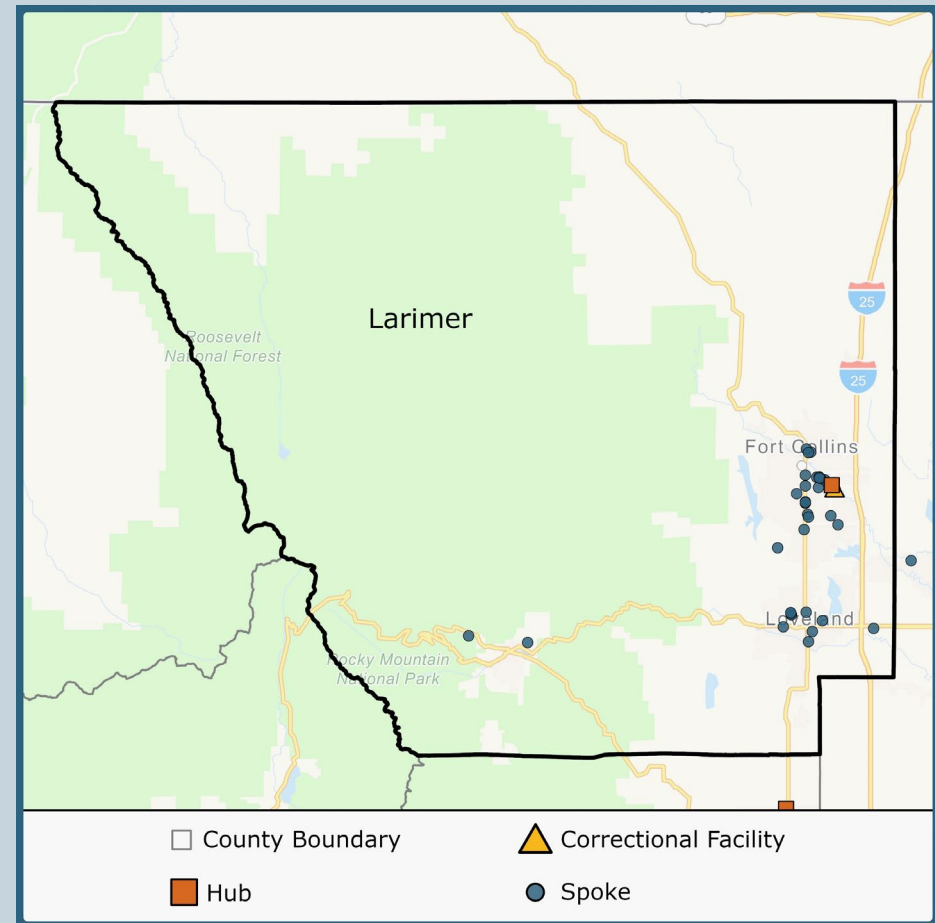 25
Larimer
Roosevelt
National Forest
25
Fort Collins
Loveland
Rocky Mountain
National Park
County Boundary
Correctional Facility
Hub
Spoke